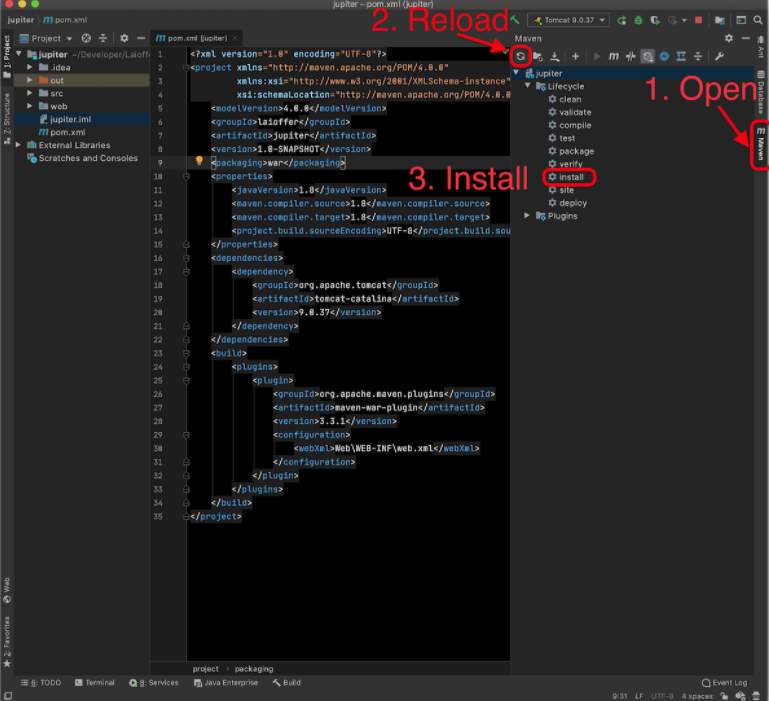 jupiter – pom.xml (jupiter)
jupiter
pom.xml
2. Reload
Tomcat 9.0.37
1: Project
Z: Structure
Web
2: Favorites
Project
jupiter ~/Developer/Laioffe
.idea
out
src
web
jupiter.iml
pom.xml
External Libraries
Scratches and Consoles
pom.xml (jupiter)
1 <?xml version="1.0" encoding="UTF-8"?>
2 <project xmlns="http://maven.apache.org/POM/4.0.0"
3 xmlns:xsi="http://www.w3.org/2001/XMLSchema-instance"
4 xsi:schemaLocation="http://maven.apache.org/POM/4.0.0
5 <modelVersion>4.0.0</modelVersion>
6 <groupId>laioffer</groupId>
7 <artifactId>jupiter</artifactId>
8 <version>1.0-SNAPSHOT</version>
9 <packaging>war</packaging>
10 <properties>
11 <javaVersion>1.8</javaVersion>
12 <maven.compiler.source>1.8</maven.compiler.source>
13 <maven.compiler.target>1.8</maven.compiler.target>
14 <project.build.sourceEncoding>UTF-8</project.build.sou
15 </properties>
16 <dependencies>
17 <dependency>
18 <groupId>org.apache.tomcat</groupId>
19 <artifactId>tomcat-catalina</artifactId>
20 <version>9.0.37</version>
21 </dependency>
22 </dependencies>
23 <build>
24 <plugins>
25 <plugin>
26 <groupId>org.apache.maven.plugins</groupId>
27 <artifactId>maven-war-plugin</artifactId>
28 <version>3.3.1</version>
29 <configuration>
30 <webXml>Web\WEB-INF\web.xml</webXml>
31 </configuration>
32 </plugin>
33 </plugins>
34 </build>
35 </project>
Maven
jupiter
Lifecycle
clean
validate
compile
test
package
verify
install
site
deploy
Plugins
1. Open
3. Install
Ant
Database
Maven
project › packaging
6: TODO
Terminal
8: Services
Java Enterprise
Build
Event Log
9:31 LF UTF-8 4 spaces